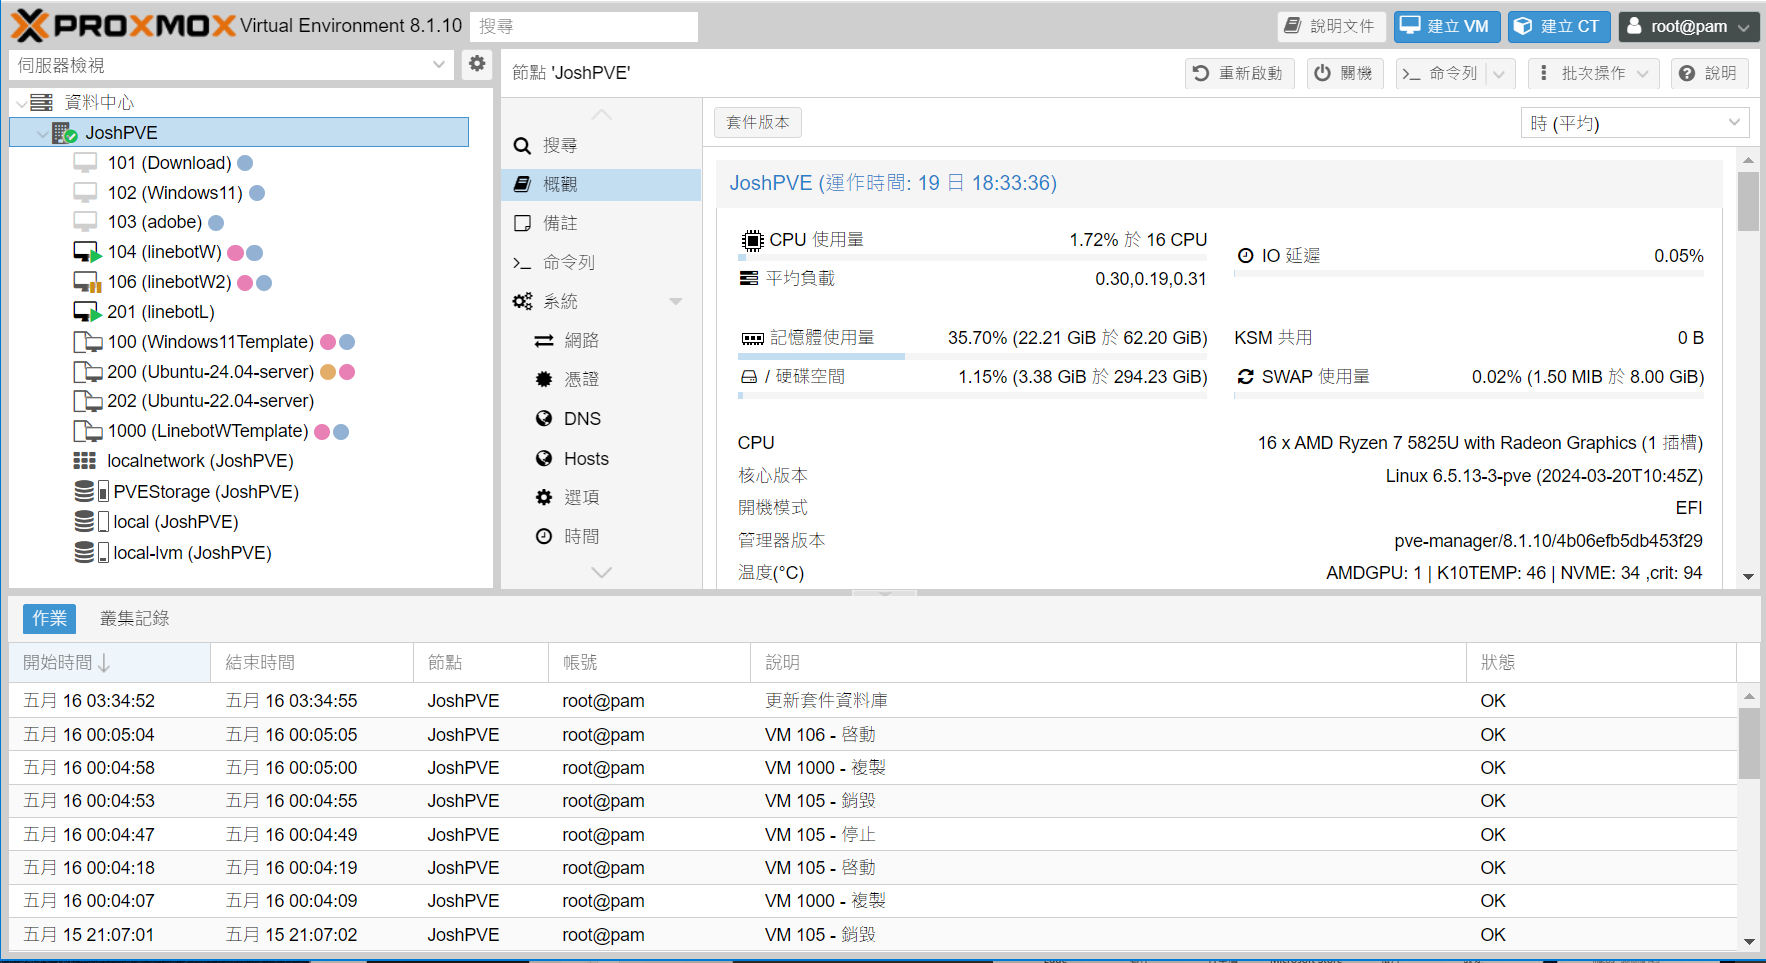 PROXMOX Virtual Environment 8.1.10 搜尋 說明文件 建立 VM 建立 CT root@pam
伺服器檢視
資料中心
JoshPVE
101 (Download)
102 (Windows11)
103 (adobe)
104 (linebotW)
106 (linebotW2)
201 (linebotL)
100 (Windows11Template)
200 (Ubuntu-24.04-server)
202 (Ubuntu-22.04-server)
1000 (LinebotWTemplate)
localnetwork (JoshPVE)
PVEStorage (JoshPVE)
local (JoshPVE)
local-lvm (JoshPVE)
節點 'JoshPVE' 重新啟動 關機 命令列 批次操作 說明
搜尋
概觀
備註
命令列
系統
網路
憑證
DNS
Hosts
選項
時間
套件版本 時 (平均)
JoshPVE (運作時間: 19 日 18:33:36)
CPU 使用量 1.72% 於 16 CPU
IO 延遲 0.05%
平均負載 0.30,0.19,0.31
記憶體使用量 35.70% (22.21 GiB 於 62.20 GiB)
KSM 共用 0 B
/ 硬碟空間 1.15% (3.38 GiB 於 294.23 GiB)
SWAP 使用量 0.02% (1.50 MIB 於 8.00 GiB)
CPU 16 x AMD Ryzen 7 5825U with Radeon Graphics (1 插槽)
核心版本 Linux 6.5.13-3-pve (2024-03-20T10:45Z)
開機模式 EFI
管理器版本 pve-manager/8.1.10/4b06efb5db453f29
温度(°C) AMDGPU: 1 | K10TEMP: 46 | NVME: 34 ,crit: 94
作業 叢集記錄
開始時間 結束時間 節點 帳號 說明 狀態
五月 16 03:34:52 五月 16 03:34:55 JoshPVE root@pam 更新套件資料庫 OK
五月 16 00:05:04 五月 16 00:05:05 JoshPVE root@pam VM 106 - 啓動 OK
五月 16 00:04:58 五月 16 00:05:00 JoshPVE root@pam VM 1000 - 複製 OK
五月 16 00:04:53 五月 16 00:04:55 JoshPVE root@pam VM 105 - 銷毀 OK
五月 16 00:04:47 五月 16 00:04:49 JoshPVE root@pam VM 105 - 停止 OK
五月 16 00:04:18 五月 16 00:04:19 JoshPVE root@pam VM 105 - 啓動 OK
五月 16 00:04:07 五月 16 00:04:09 JoshPVE root@pam VM 1000 - 複製 OK
五月 15 21:07:01 五月 15 21:07:02 JoshPVE root@pam VM 105 - 銷毀 OK